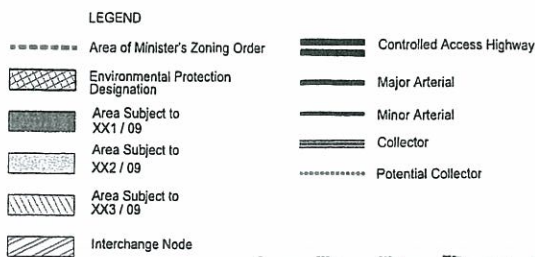 LEGEND
Area of Minister's Zoning Order
Environmental Protection
Designation
Area Subject to
XX1 / 09
Area Subject to
XX2 / 09
Area Subject to
XX3 / 09
Interchange Node
Controlled Access Highway
Major Arterial
Minor Arterial
Collector
Potential Collector